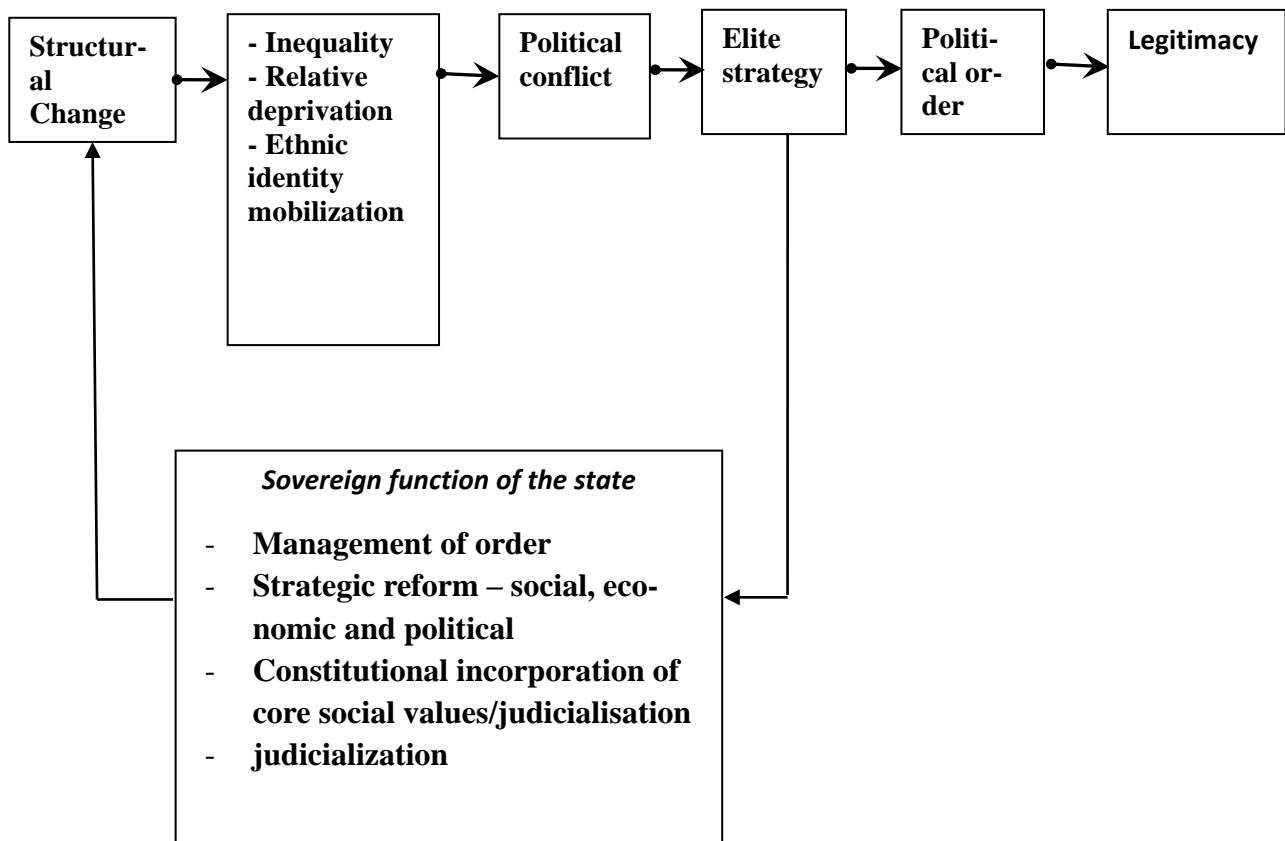 Structur-
al
Change
- Inequality
- Relative
deprivation
- Ethnic
identity
mobilization
Political
conflict
Elite
strategy
Politi-
cal or-
der
Legitimacy
Sovereign function of the state
- Management of order
- Strategic reform – social, eco-
nomic and political
- Constitutional incorporation of
core social values/judicialisation
- judicialization